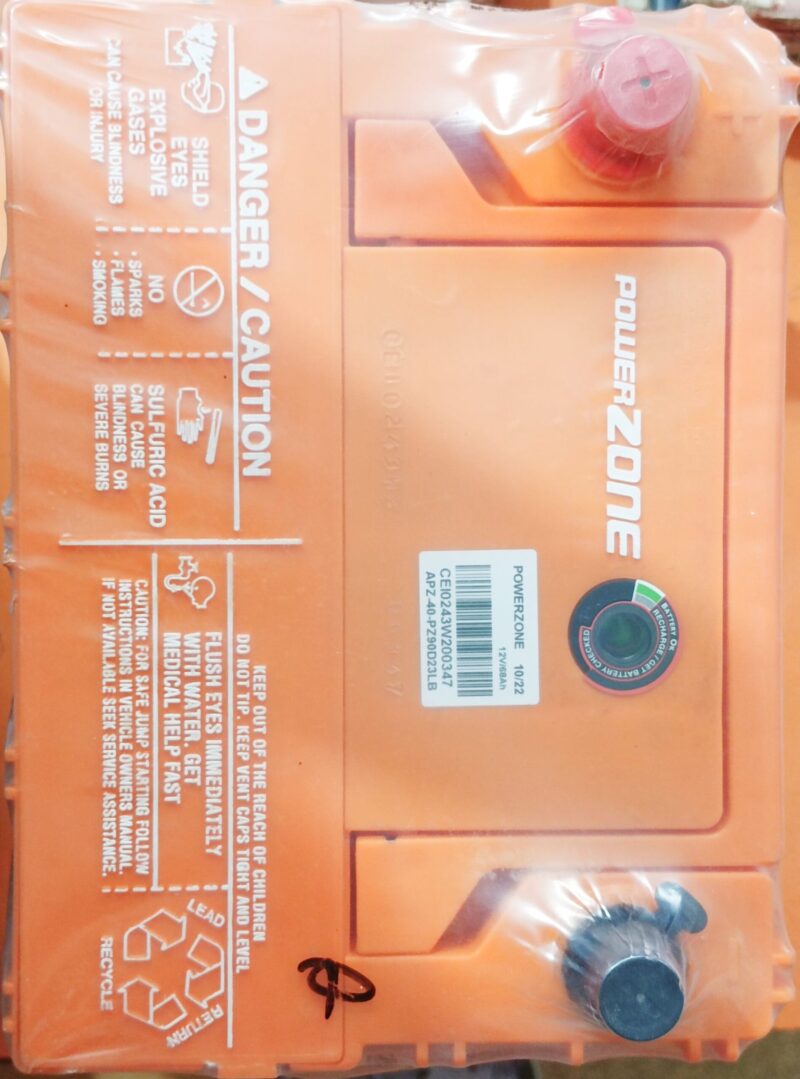 POWERZONE
BATTERY OK
RECHARGE / GET BATTERY CHECKED
POWERZONE 10/22
12V/68Ah
CEI0243W200347
APZ-40-PZ90D23LB
DANGER / CAUTION
SHIELD
EYES
EXPLOSIVE
GASES
CAN CAUSE BLINDNESS
OR INJURY
NO
· SPARKS
· FLAMES
· SMOKING
SULFURIC ACID
CAN CAUSE
BLINDNESS OR
SEVERE BURNS
KEEP OUT OF THE REACH OF CHILDREN
DO NOT TIP. KEEP VENT CAPS TIGHT AND LEVEL
FLUSH EYES IMMEDIATELY
WITH WATER. GET
MEDICAL HELP FAST
CAUTION: FOR SAFE JUMP STARTING FOLLOW
INSTRUCTIONS IN VEHICLE OWNERS MANUAL.
IF NOT AVAILABLE SEEK SERVICE ASSISTANCE.
LEAD
RETURN
RECYCLE